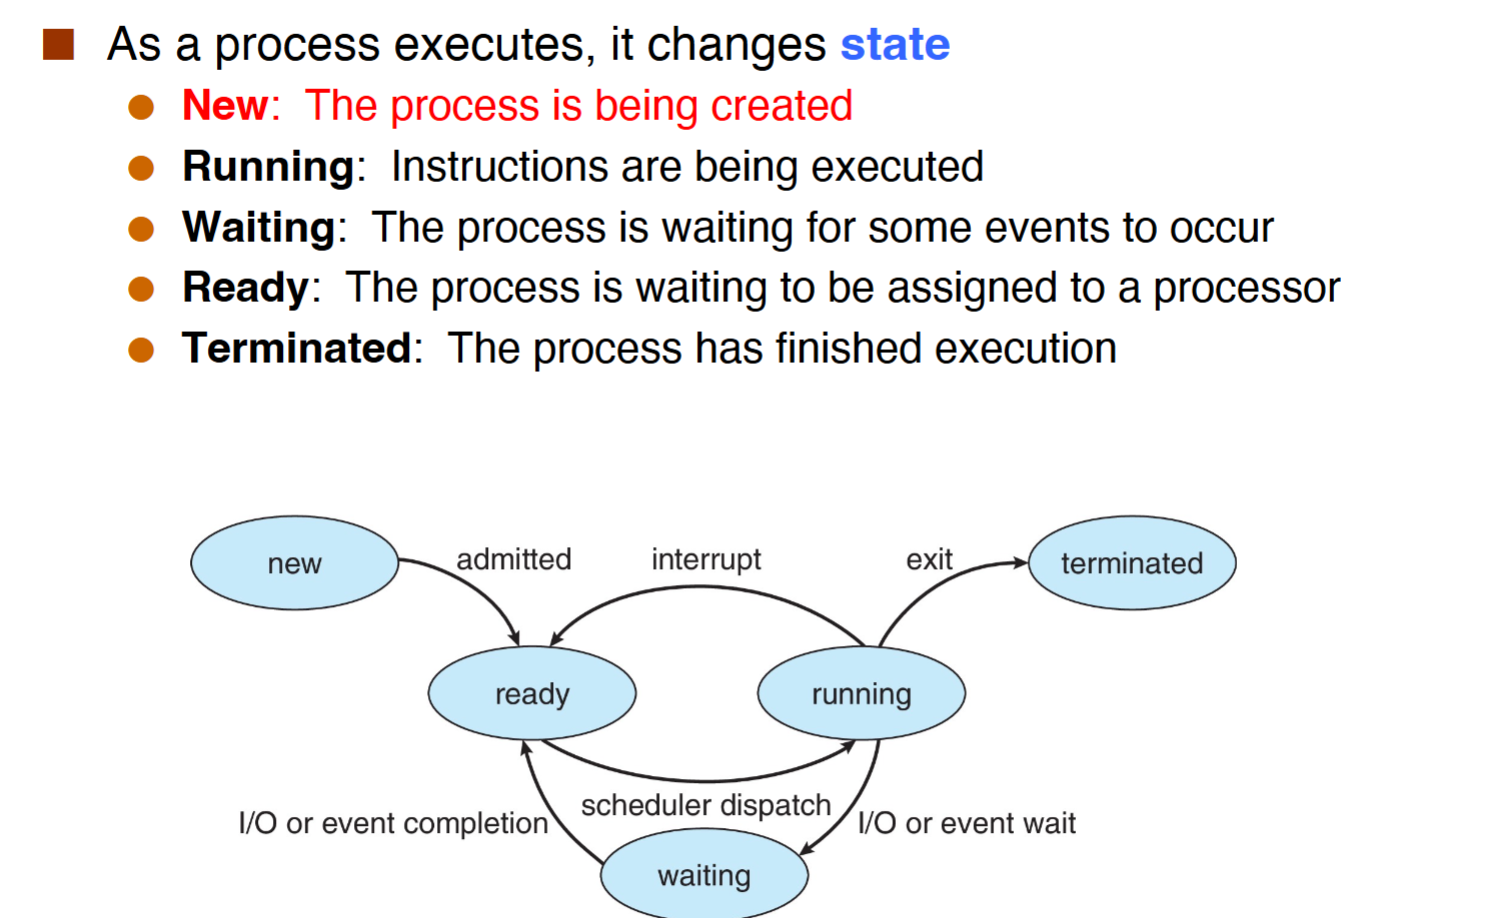 As a process executes, it changes state
New: The process is being created
Running: Instructions are being executed
Waiting: The process is waiting for some events to occur
Ready: The process is waiting to be assigned to a processor
Terminated: The process has finished execution
new
admitted
interrupt
exit
terminated
ready
running
I/O or event completion
scheduler dispatch
I/O or event wait
waiting